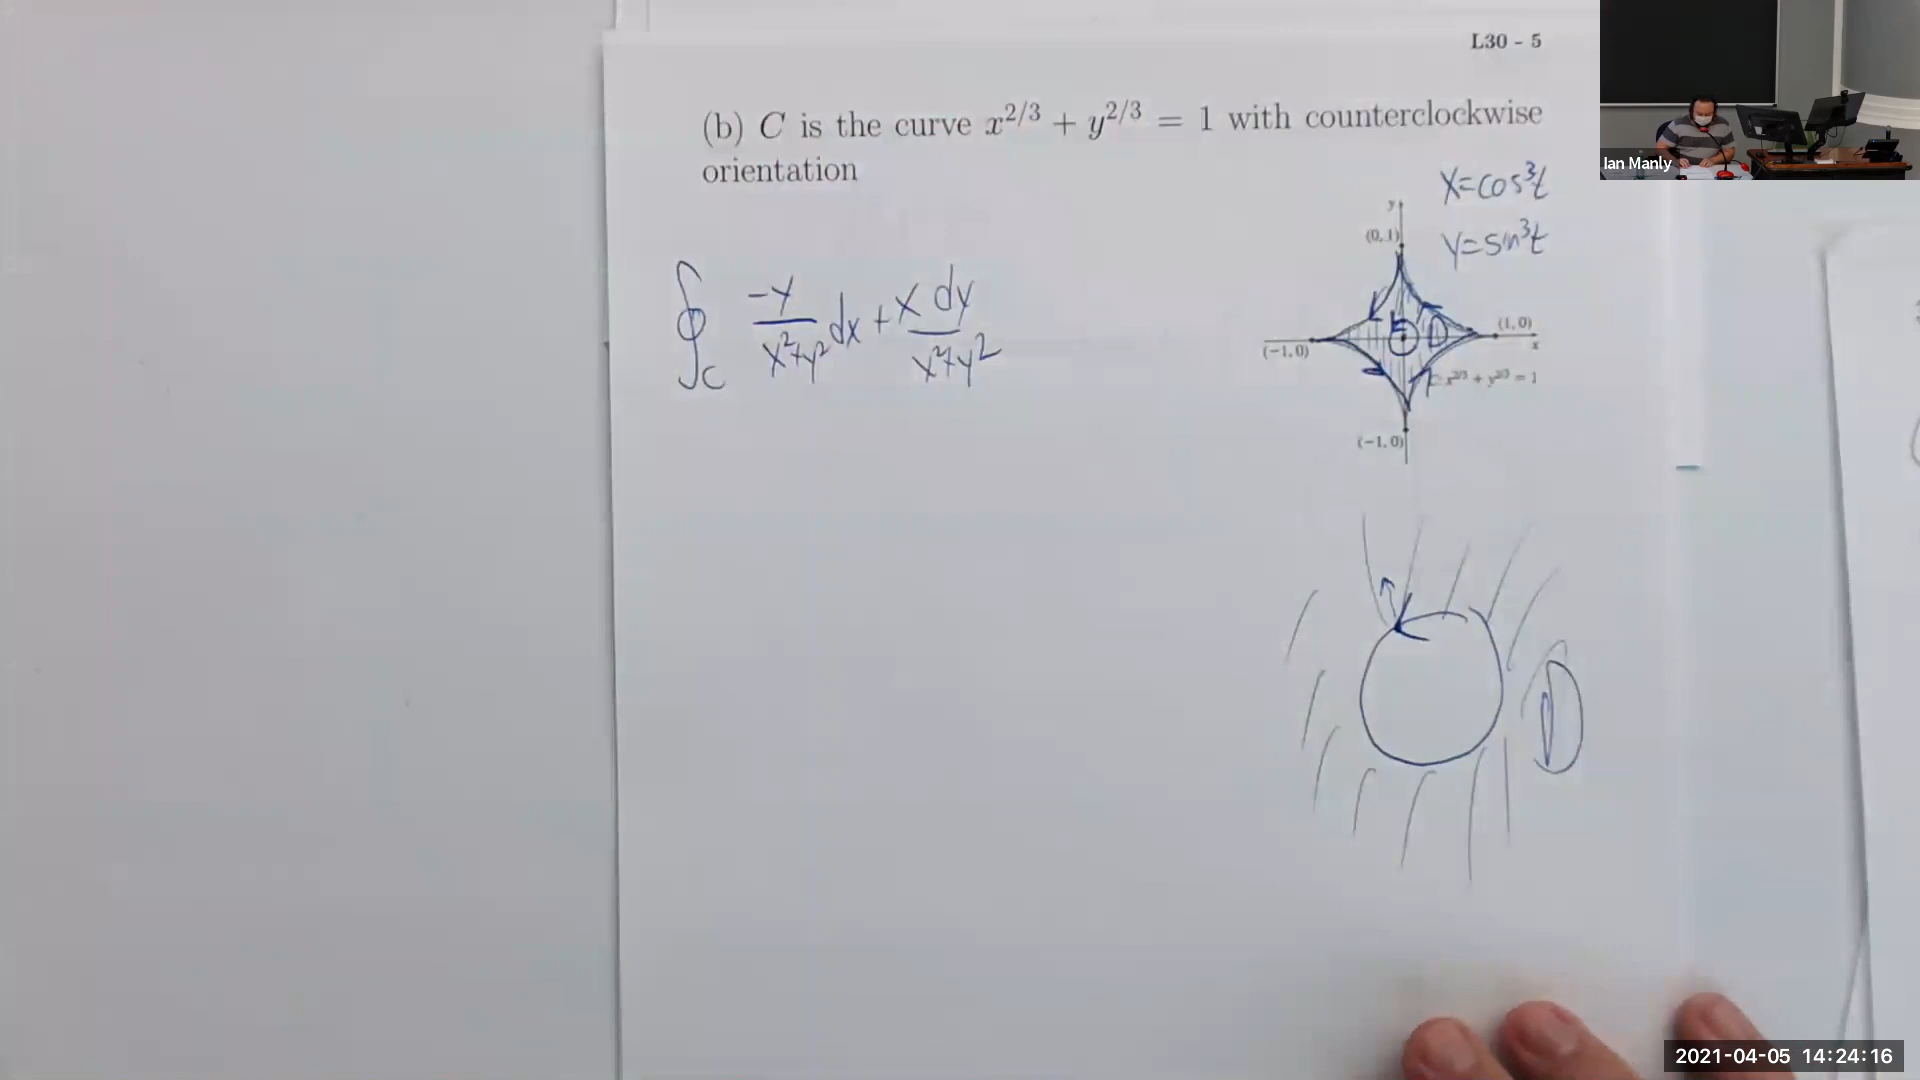 L30 - 5
(b) C is the curve x^{2/3} + y^{2/3} = 1 with counterclockwise
orientation
x=cos³t
y=sin³t
∮_C -y/(x²+y²) dx + x dy/(x²+y²)
y
(0, 1)
D
(1, 0)
x
(−1, 0)
C: x^{2/3} + y^{2/3} = 1
(−1, 0)
D
Ian Manly
2021-04-05 14:24:16